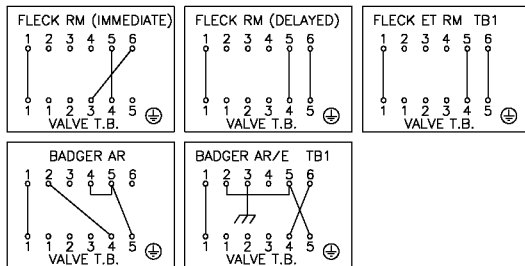 FLECK RM (IMMEDIATE)
1 2 3 4 5 6
1 1 2 3 4 5
VALVE T.B.
FLECK RM (DELAYED)
1 2 3 4 5 6
1 1 2 3 4 5
VALVE T.B.
FLECK ET RM TB1
1 2 3 4 5 6
1 1 2 3 4 5
VALVE T.B.
BADGER AR
1 2 3 4 5 6
1 1 2 3 4 5
VALVE T.B.
BADGER AR/E TB1
1 2 3 4 5 6
1 1 2 3 4 5
VALVE T.B.